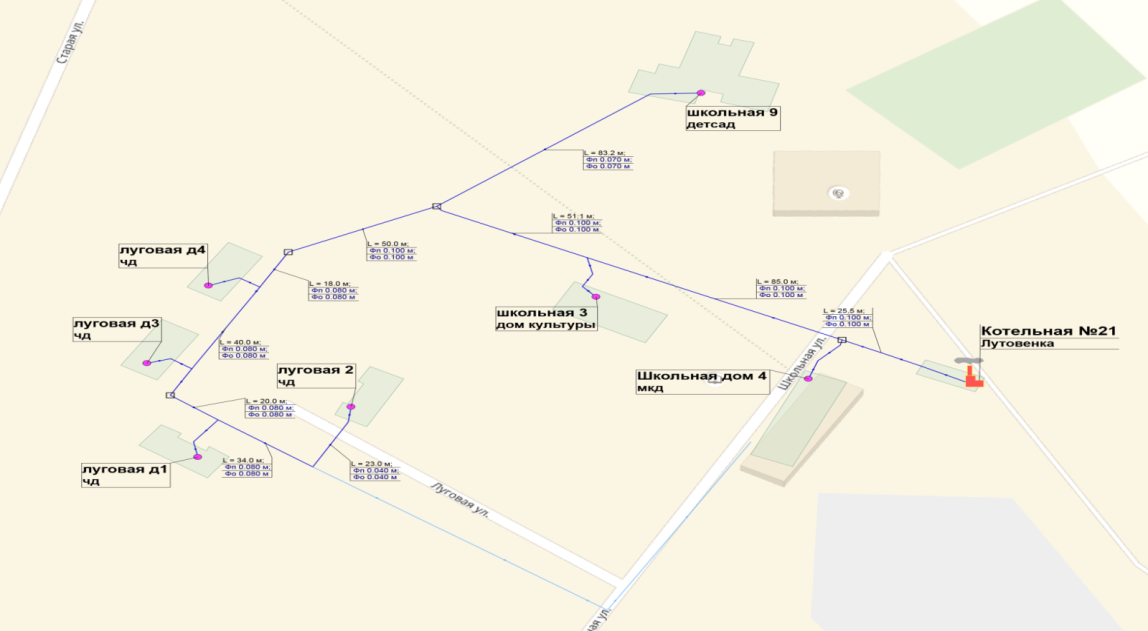 Старая ул.
школьная 9
детсад
L = 83.2 м;
Фп 0.070 м;
Фо 0.070 м
L = 51.1 м;
Фп 0.100 м;
Фо 0.100 м
L = 50.0 м;
Фп 0.100 м;
Фо 0.100 м
луговая д4
чд
L = 18.0 м;
Фп 0.080 м;
Фо 0.080 м
L = 85.0 м;
Фп 0.100 м;
Фо 0.100 м
школьная 3
дом культуры
L = 25.5 м;
Фп 0.100 м;
Фо 0.100 м
Котельная №21
Лутовенка
луговая д3
чд
L = 40.0 м;
Фп 0.080 м;
Фо 0.080 м
Школьная ул.
луговая 2
чд
Школьная дом 4
мкд
L = 20.0 м;
Фп 0.080 м;
Фо 0.080 м
луговая д1
чд
L = 34.0 м;
Фп 0.080 м;
Фо 0.080 м
L = 23.0 м;
Фп 0.040 м;
Фо 0.040 м
Луговая ул.
ная ул.